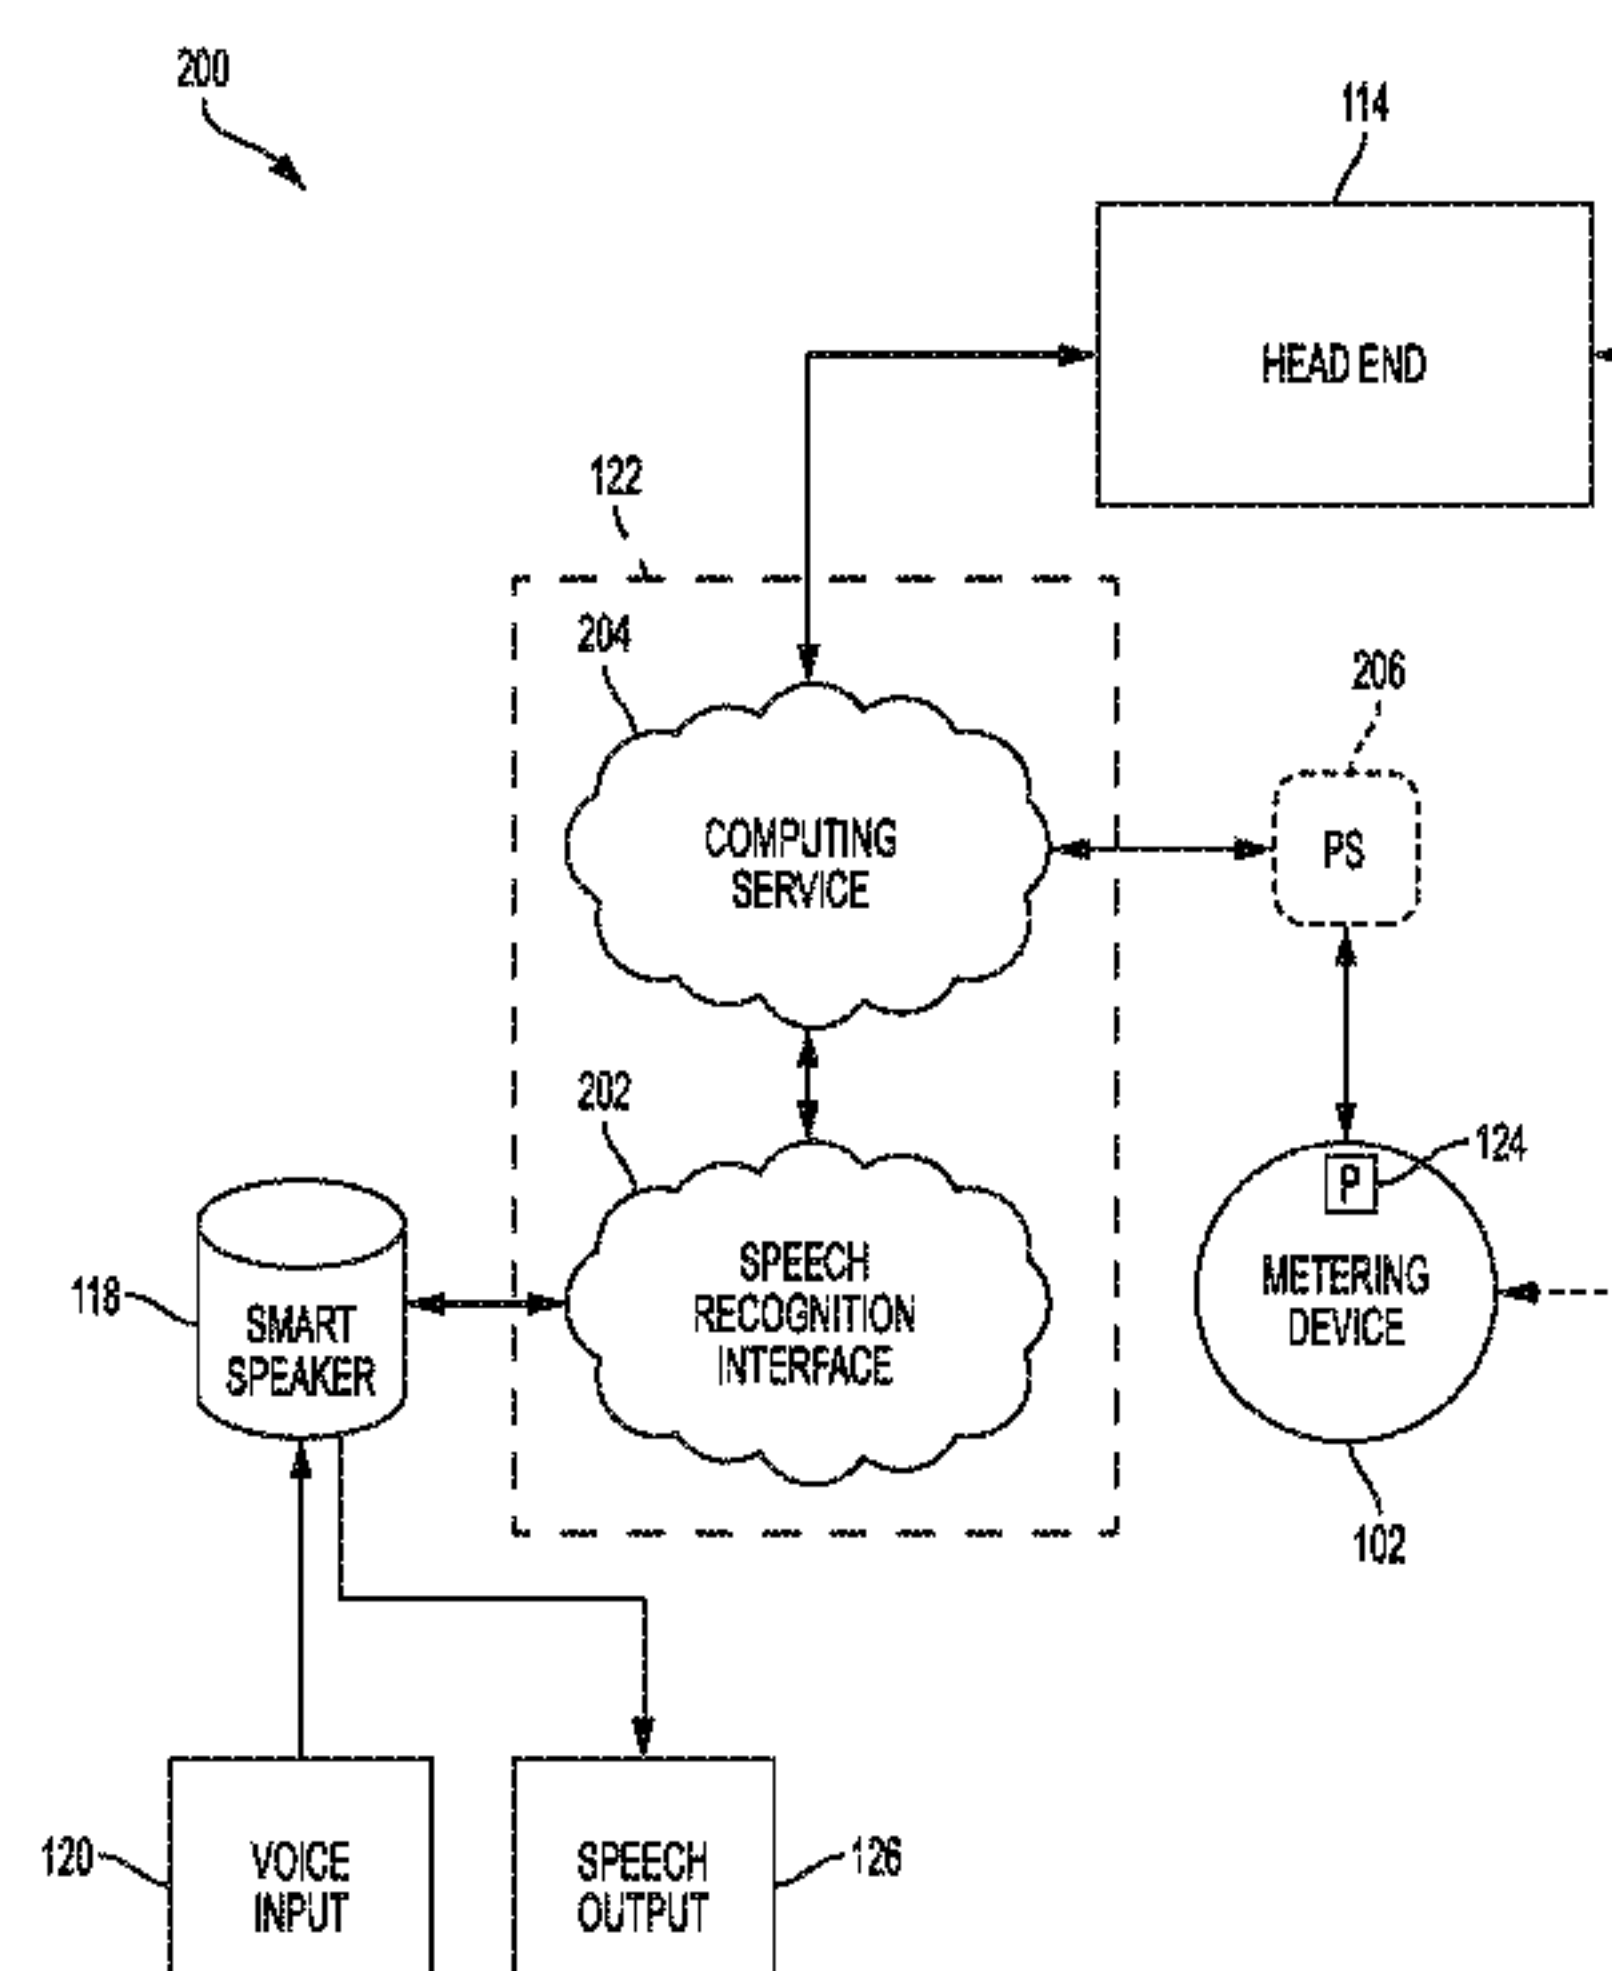 200
114
HEAD END
122
204
206
COMPUTING
SERVICE
PS
202
124
P
SPEECH
RECOGNITION
INTERFACE
METERING
DEVICE
118
SMART
SPEAKER
102
120
VOICE
INPUT
SPEECH
OUTPUT
126